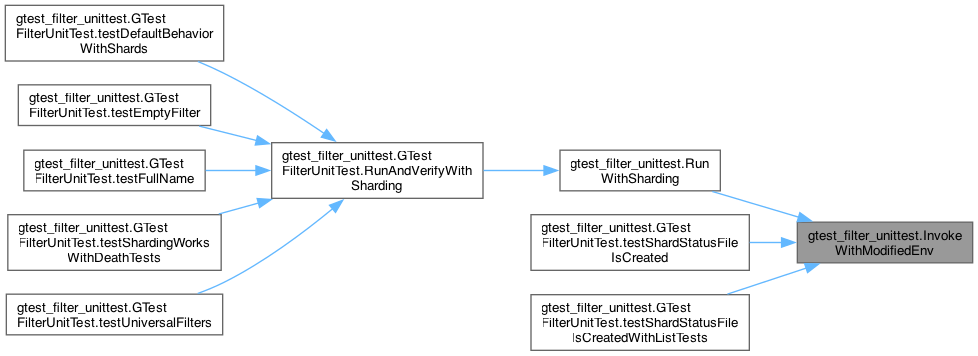 gtest_filter_unittest.GTest
FilterUnitTest.testDefaultBehavior
WithShards
gtest_filter_unittest.GTest
FilterUnitTest.testEmptyFilter
gtest_filter_unittest.GTest
FilterUnitTest.testFullName
gtest_filter_unittest.GTest
FilterUnitTest.testShardingWorks
WithDeathTests
gtest_filter_unittest.GTest
FilterUnitTest.testUniversalFilters
gtest_filter_unittest.GTest
FilterUnitTest.RunAndVerifyWith
Sharding
gtest_filter_unittest.Run
WithSharding
gtest_filter_unittest.GTest
FilterUnitTest.testShardStatusFile
IsCreated
gtest_filter_unittest.GTest
FilterUnitTest.testShardStatusFile
IsCreatedWithListTests
gtest_filter_unittest.Invoke
WithModifiedEnv